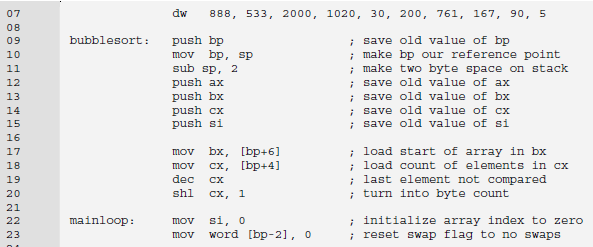 07 dw 888, 533, 2000, 1020, 30, 200, 761, 167, 90, 5
08
09 bubblesort: push bp ; save old value of bp
10 mov bp, sp ; make bp our reference point
11 sub sp, 2 ; make two byte space on stack
12 push ax ; save old value of ax
13 push bx ; save old value of bx
14 push cx ; save old value of cx
15 push si ; save old value of si
16
17 mov bx, [bp+6] ; load start of array in bx
18 mov cx, [bp+4] ; load count of elements in cx
19 dec cx ; last element not compared
20 shl cx, 1 ; turn into byte count
21
22 mainloop: mov si, 0 ; initialize array index to zero
23 mov word [bp-2], 0 ; reset swap flag to no swaps